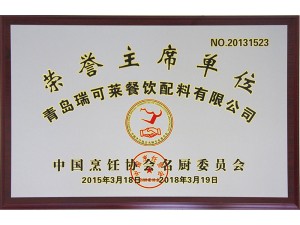 NO.20131523
荣誉主席单位
青岛瑞可莱餐饮配料有限公司
中国烹饪协会名厨委员会
2015年3月18日—2018年3月19日